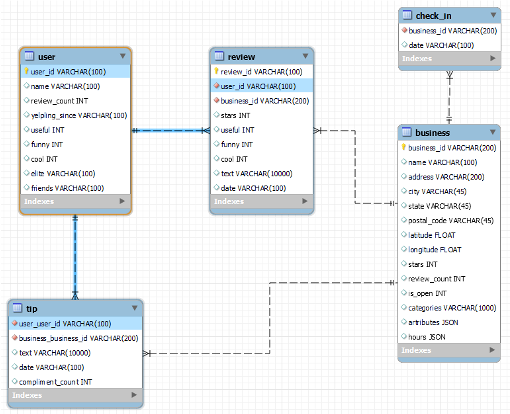 user
user_id VARCHAR(100)
name VARCHAR(100)
review_count INT
yelping_since VARCHAR(100)
useful INT
funny INT
cool INT
elite VARCHAR(100)
friends VARCHAR(100)
Indexes
review
review_id VARCHAR(100)
user_id VARCHAR(100)
business_id VARCHAR(200)
stars INT
useful INT
funny INT
cool INT
text VARCHAR(10000)
date VARCHAR(100)
Indexes
check_in
business_id VARCHAR(200)
date VARCHAR(100)
Indexes
business
business_id VARCHAR(200)
name VARCHAR(100)
address VARCHAR(200)
city VARCHAR(45)
state VARCHAR(45)
postal_code VARCHAR(45)
latitude FLOAT
longitude FLOAT
stars INT
review_count INT
is_open INT
categories VARCHAR(1000)
artributes JSON
hours JSON
Indexes
tip
user_user_id VARCHAR(100)
business_business_id VARCHAR(200)
text VARCHAR(10000)
date VARCHAR(100)
compliment_count INT
Indexes